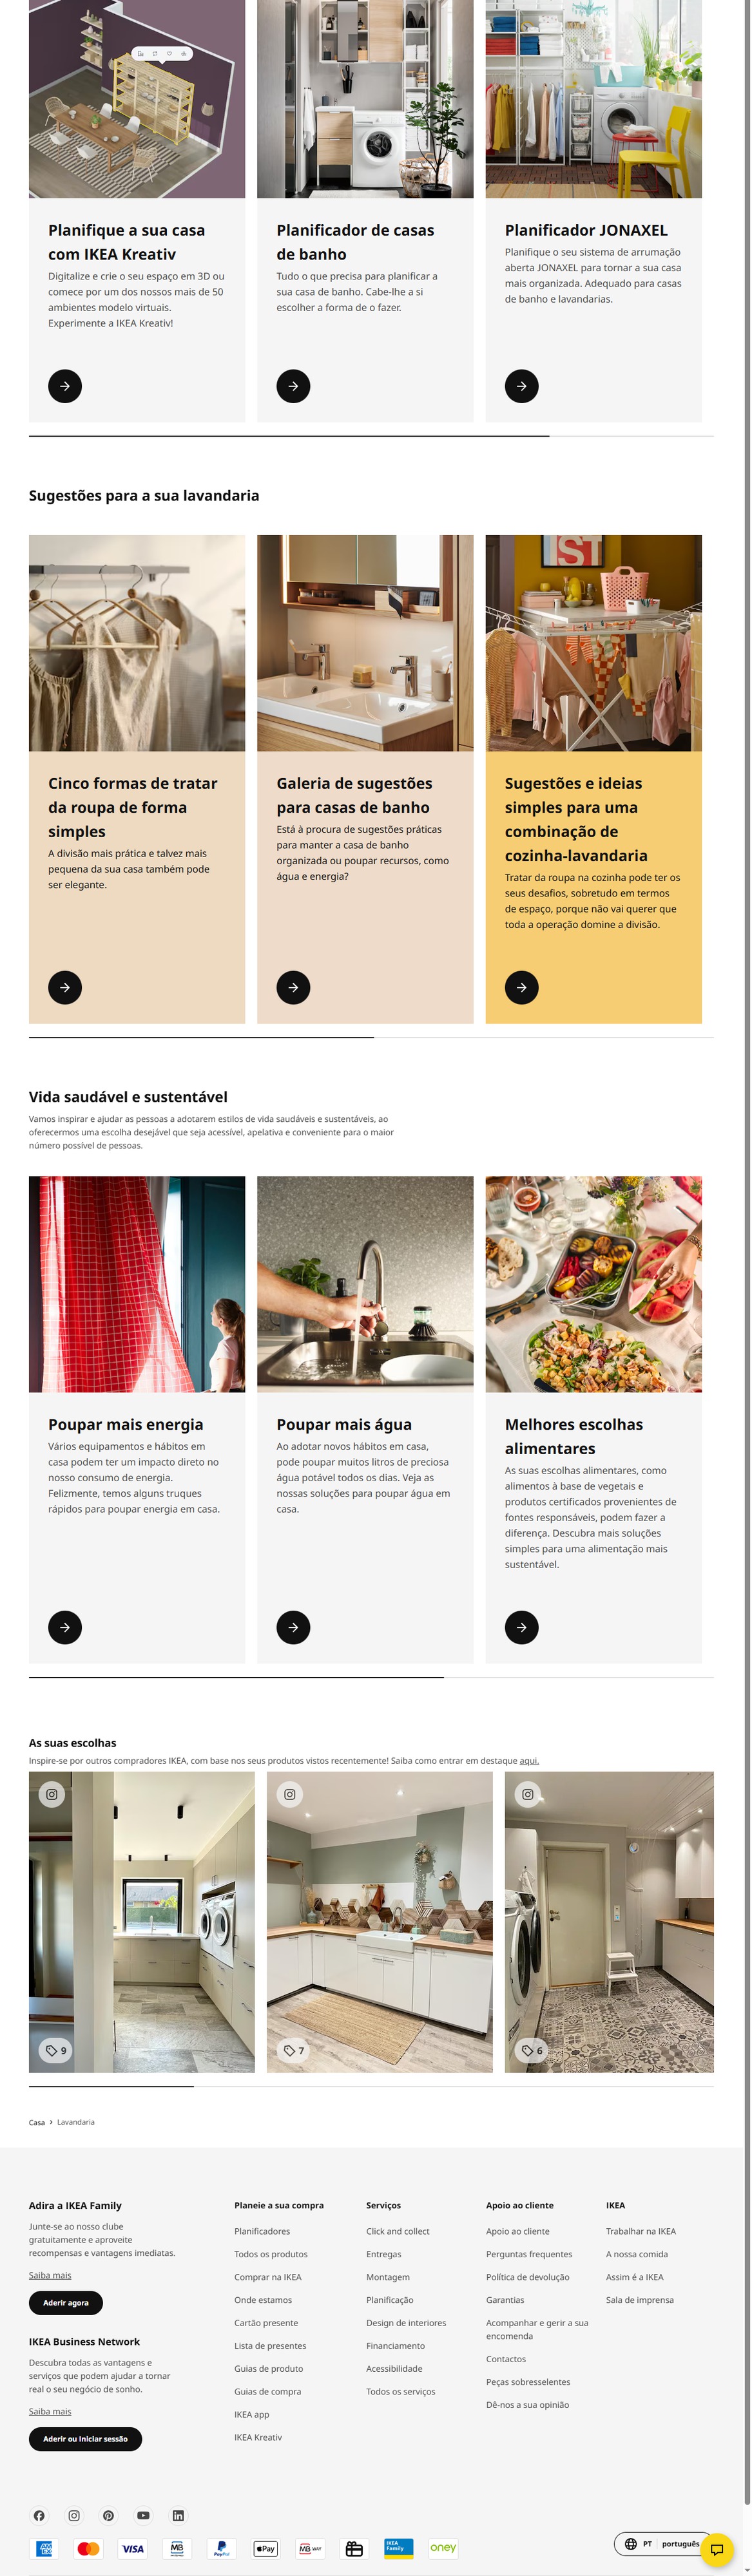 Planifique a sua casa
com IKEA Kreativ
Digitalize e crie o seu espaço em 3D ou
comece por um dos nossos mais de 50
ambientes modelo virtuais.
Experimente a IKEA Kreativ!
Planificador de casas
de banho
Tudo o que precisa para planificar a
sua casa de banho. Cabe-lhe a si
escolher a forma de o fazer.
Planificador JONAXEL
Planifique o seu sistema de arrumação
aberta JONAXEL para tornar a sua casa
mais organizada. Adequado para casas
de banho e lavandarias.
Sugestões para a sua lavandaria
Cinco formas de tratar
da roupa de forma
simples
A divisão mais prática e talvez mais
pequena da sua casa também pode
ser elegante.
Galeria de sugestões
para casas de banho
Está à procura de sugestões práticas
para manter a casa de banho
organizada ou poupar recursos, como
água e energia?
Sugestões e ideias
simples para uma
combinação de
cozinha-lavandaria
Tratar da roupa na cozinha pode ter os
seus desafios, sobretudo em termos
de espaço, porque não vai querer que
toda a operação domine a divisão.
Vida saudável e sustentável
Vamos inspirar e ajudar as pessoas a adotarem estilos de vida saudáveis e sustentáveis, ao
oferecermos uma escolha desejável que seja acessível, apelativa e conveniente para o maior
número possível de pessoas.
Poupar mais energia
Vários equipamentos e hábitos em
casa podem ter um impacto direto no
nosso consumo de energia.
Felizmente, temos alguns truques
rápidos para poupar energia em casa.
Poupar mais água
Ao adotar novos hábitos em casa,
pode poupar muitos litros de preciosa
água potável todos os dias. Veja as
nossas soluções para poupar água em
casa.
Melhores escolhas
alimentares
As suas escolhas alimentares, como
alimentos à base de vegetais e
produtos certificados provenientes de
fontes responsáveis, podem fazer a
diferença. Descubra mais soluções
simples para uma alimentação mais
sustentável.
As suas escolhas
Inspire-se por outros compradores IKEA, com base nos seus produtos vistos recentemente! Saiba como entrar em destaque aqui.
9
7
6
Casa › Lavandaria
Adira a IKEA Family
Junte-se ao nosso clube
gratuitamente e aproveite
recompensas e vantagens imediatas.
Saiba mais
Aderir agora
IKEA Business Network
Descubra todas as vantagens e
serviços que podem ajudar a tornar
real o seu negócio de sonho.
Saiba mais
Aderir ou Iniciar sessão
Planeie a sua compra
Planificadores
Todos os produtos
Comprar na IKEA
Onde estamos
Cartão presente
Lista de presentes
Guias de produto
Guias de compra
IKEA app
IKEA Kreativ
Serviços
Click and collect
Entregas
Montagem
Planificação
Design de interiores
Financiamento
Acessibilidade
Todos os serviços
Apoio ao cliente
Apoio ao cliente
Perguntas frequentes
Política de devolução
Garantias
Acompanhar e gerir a sua
encomenda
Contactos
Peças sobresselentes
Dê-nos a sua opinião
IKEA
Trabalhar na IKEA
A nossa comida
Assim é a IKEA
Sala de imprensa
AMEX
VISA
MB
PayPal
Pay
MB WAY
IKEA Family
oney
PT português